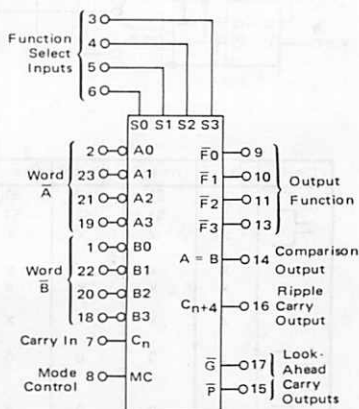 Function
Select
Inputs
3
4
5
6
S0 S1 S2 S3
Word
A̅
2 A0
23 A1
21 A2
19 A3
Word
B̅
1 B0
22 B1
20 B2
18 B3
Carry In 7 Cn
Mode
Control 8 MC
F̅0 9
F̅1 10
F̅2 11
F̅3 13
Output
Function
A = B 14 Comparison
Output
Cn+4 16 Ripple
Carry
Output
G̅ 17
P̅ 15
Look-
Ahead
Carry
Outputs